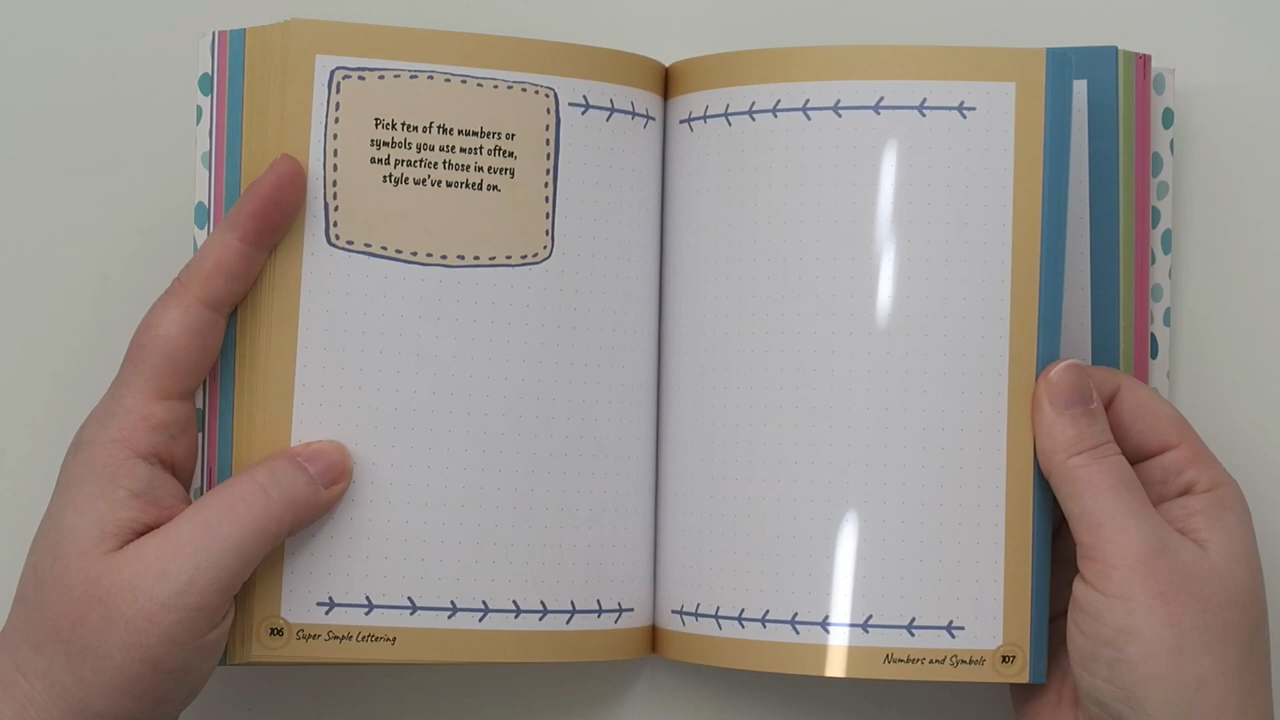 Pick ten of the numbers or
symbols you use most often,
and practice those in every
style we've worked on.
106 Super Simple Lettering
Numbers and Symbols 107